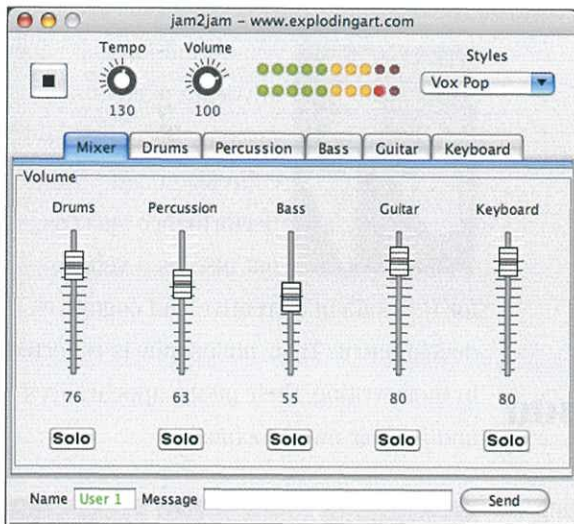 jam2jam - www.explodingart.com
Tempo Volume Styles
Vox Pop
130 100
Mixer Drums Percussion Bass Guitar Keyboard
Volume
Drums Percussion Bass Guitar Keyboard
76 63 55 80 80
Solo Solo Solo Solo Solo
Name User 1 Message Send